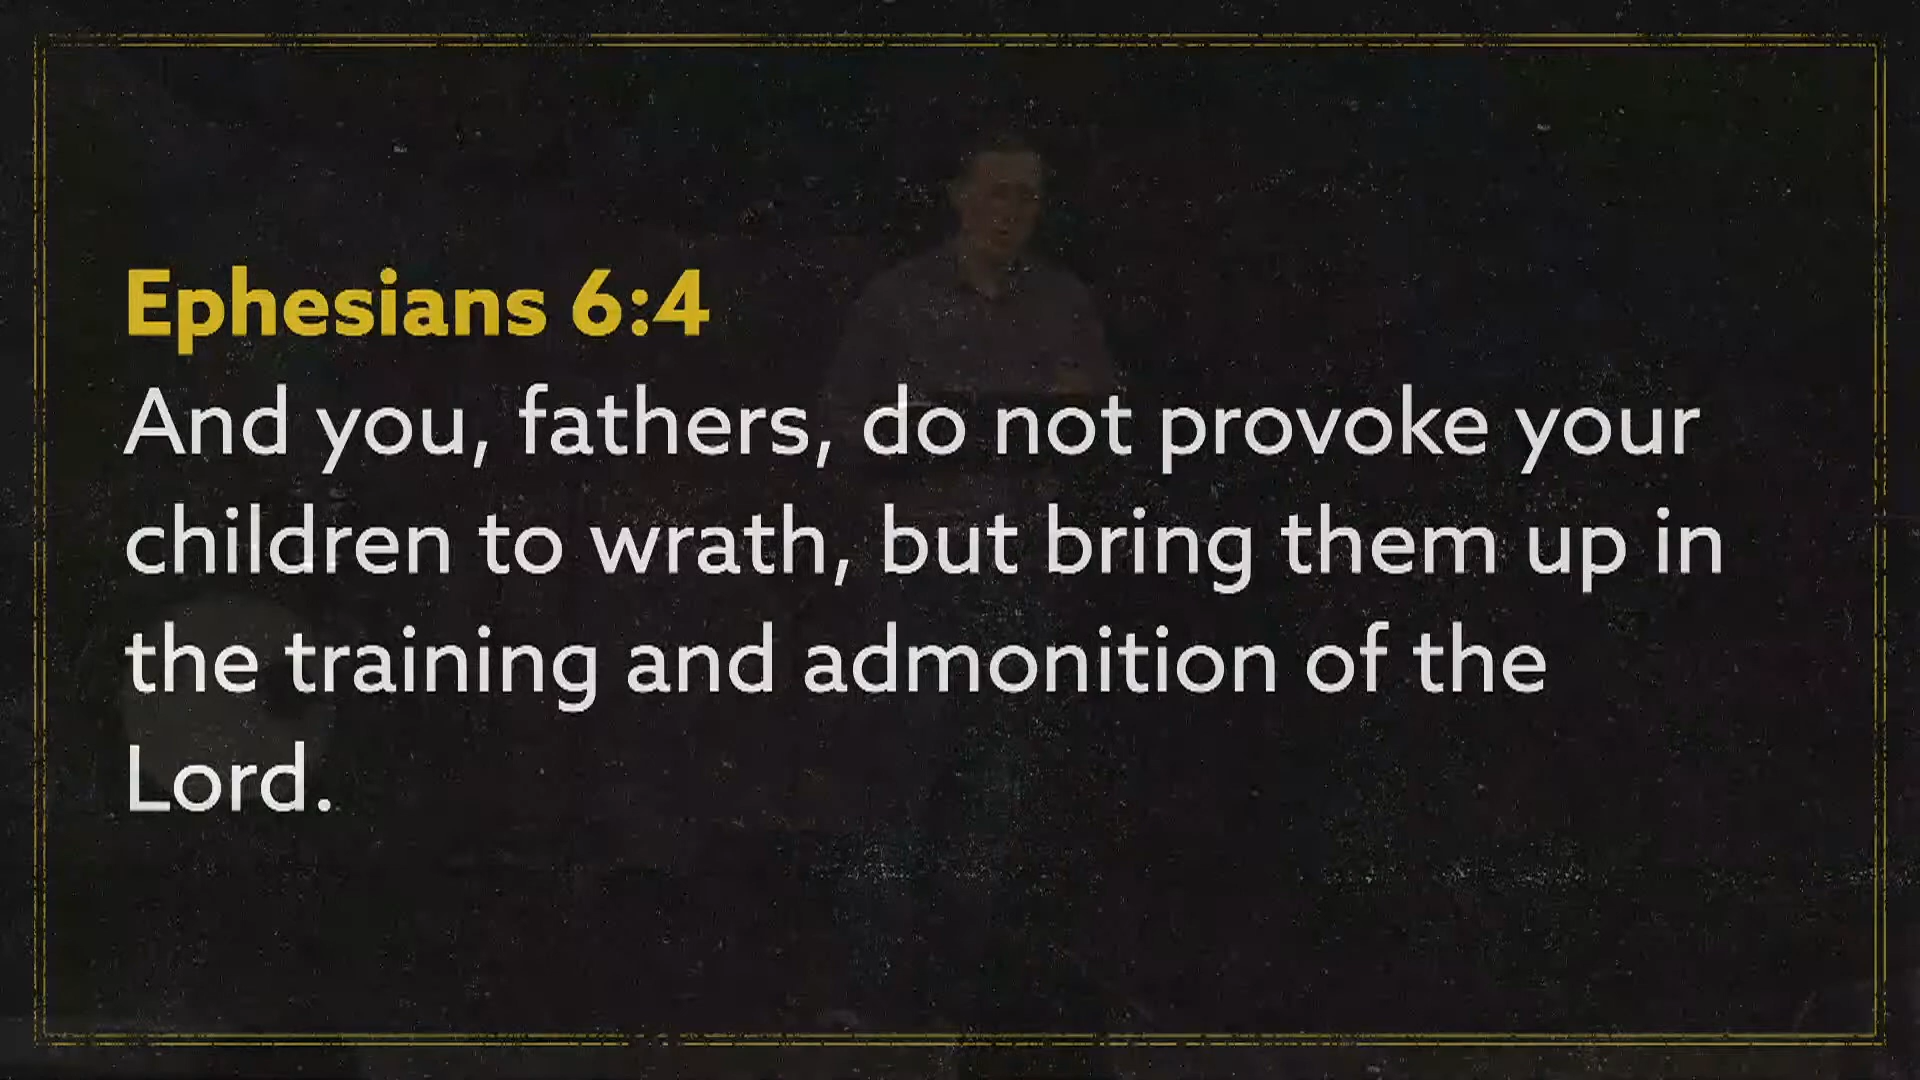 Ephesians 6:4
And you, fathers, do not provoke your
children to wrath, but bring them up in
the training and admonition of the
Lord.